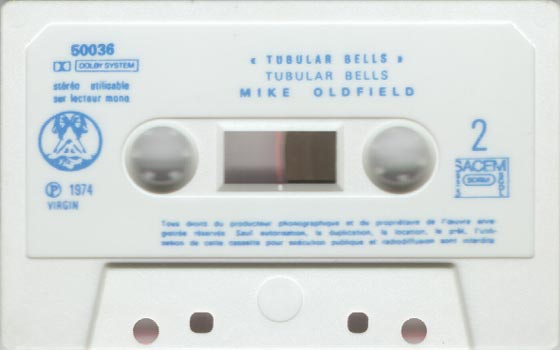 50036
DOLBY SYSTEM
stéréo utilisable
sur lecteur mono
« TUBULAR BELLS »
TUBULAR BELLS
MIKE OLDFIELD
2
SACEM
Ⓟ 1974
VIRGIN
Tous droits du producteur phonographique et du propriétaire de l'œuvre enre-
gistrée réservés Sauf autorisation, la duplication, la location, le prêt, l'utili-
sation de cette cassette pour exécution publique et radiodiffusion sont interdits